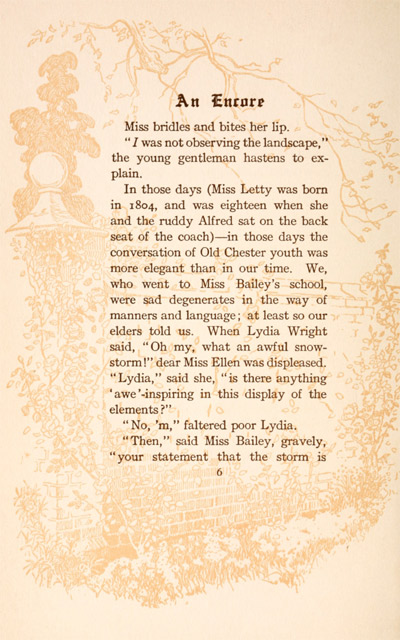 An Encore
Miss bridles and bites her lip.
"I was not observing the landscape,"
the young gentleman hastens to ex-
plain.
In those days (Miss Letty was born
in 1804, and was eighteen when she
and the ruddy Alfred sat on the back
seat of the coach)—in those days the
conversation of Old Chester youth was
more elegant than in our time. We,
who went to Miss Bailey's school,
were sad degenerates in the way of
manners and language; at least so our
elders told us. When Lydia Wright
said, "Oh my, what an awful snow-
storm!" dear Miss Ellen was displeased.
"Lydia," said she, "is there anything
'awe'-inspiring in this display of the
elements?"
"No, 'm," faltered poor Lydia.
"Then," said Miss Bailey, gravely,
"your statement that the storm is
6